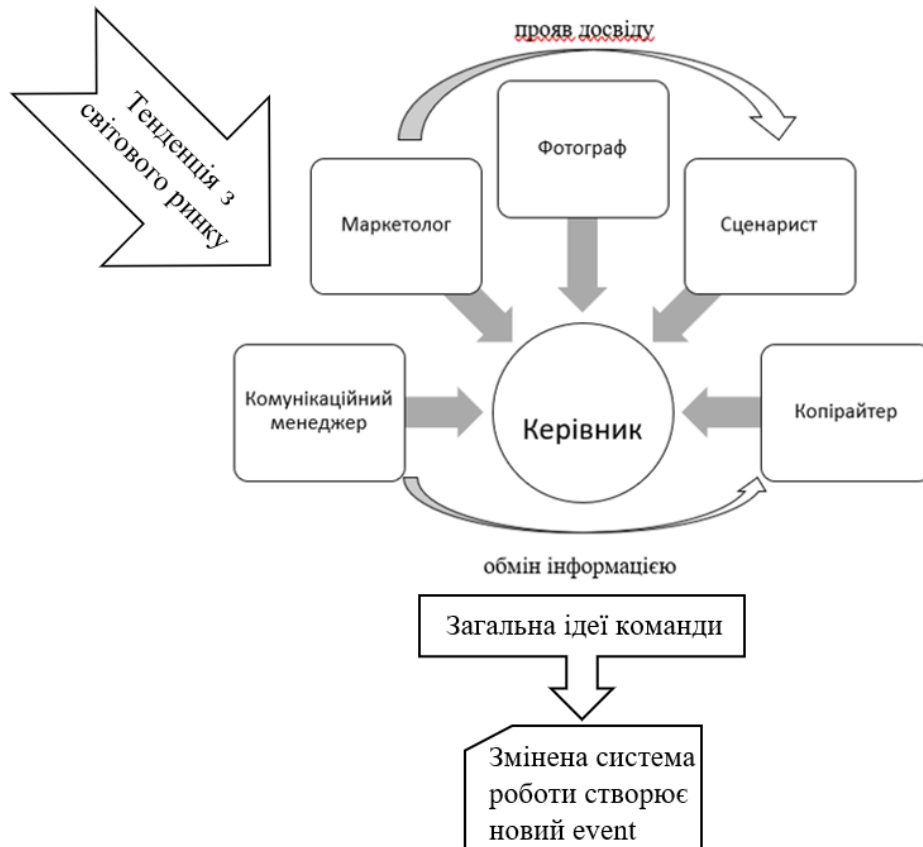 прояв досвіду
Тенденція з
світового ринку
Фотограф
Маркетолог
Сценарист
Комунікаційний
менеджер
Керівник
Копірайтер
обмін інформацією
Загальна ідеї команди
Змінена система
роботи створює
новий event